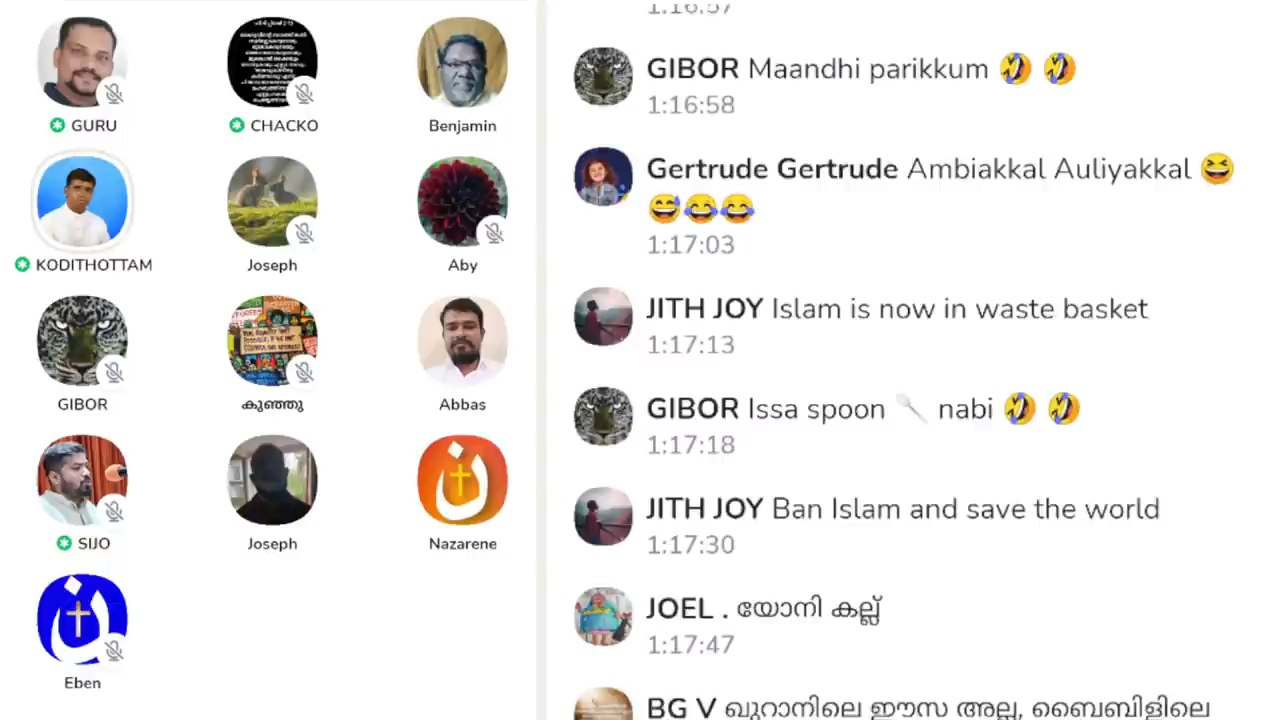 GURU
CHACKO
Benjamin
KODITHOTTAM
Joseph
Aby
GIBOR
കുഞ്ഞു
Abbas
SIJO
Joseph
Nazarene
Eben
1:16:57
GIBOR Maandhi parikkum 🤣 🤣
1:16:58
Gertrude Gertrude Ambiakkal Auliyakkal 😆
😅😂😂
1:17:03
JITH JOY Islam is now in waste basket
1:17:13
GIBOR Issa spoon 🥄 nabi 🤣 🤣
1:17:18
JITH JOY Ban Islam and save the world
1:17:30
JOEL . യോനി കല്ല്
1:17:47
BG V ഖുറാനിലെ ഈസ അല്ല, ബൈബിളിലെ